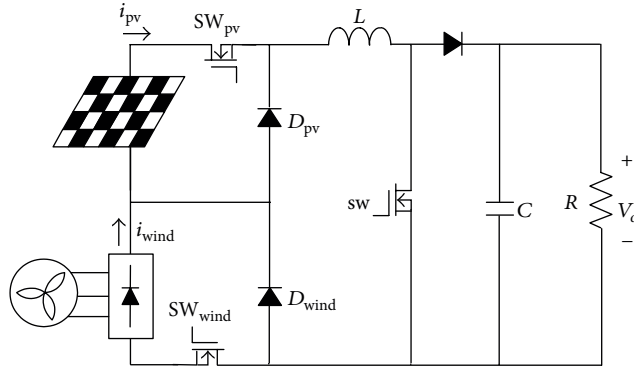 i_pv
SW_pv
L
D_pv
sw
C
R
+
V_o
−
i_wind
SW_wind
D_wind